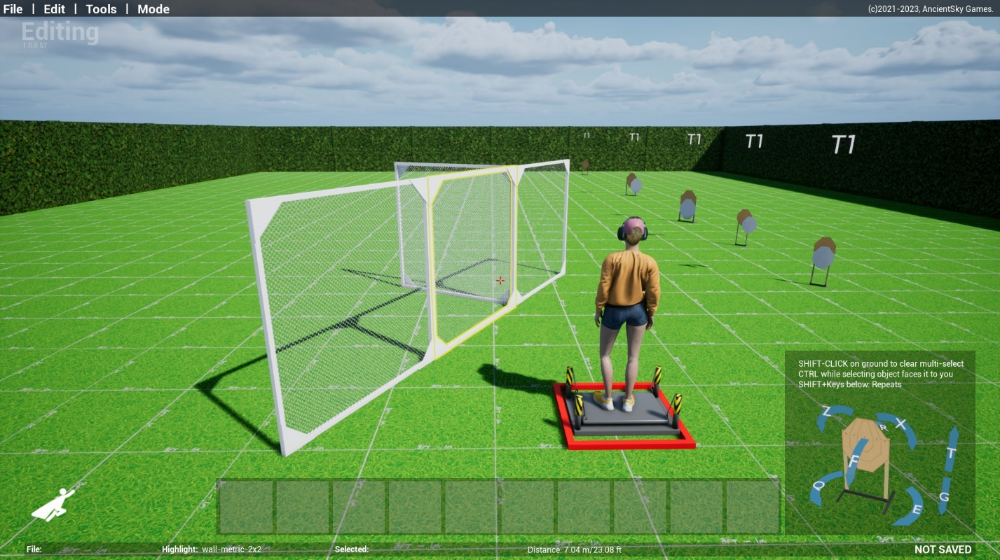 File | Edit | Tools | Mode
(c)2021-2023, AncientSky Games.
Editing
1.0.0.57
T1
T1
T1
T1
T1
SHIFT-CLICK on ground to clear multi-select
CTRL while selecting object faces it to you
SHIFT+Keys below: Repeats
Z
R
X
F
T
Q
G
E
File:
Highlight: wall-metric-2x2
Selected:
Distance: 7.04 m/23.08 ft
NOT SAVED